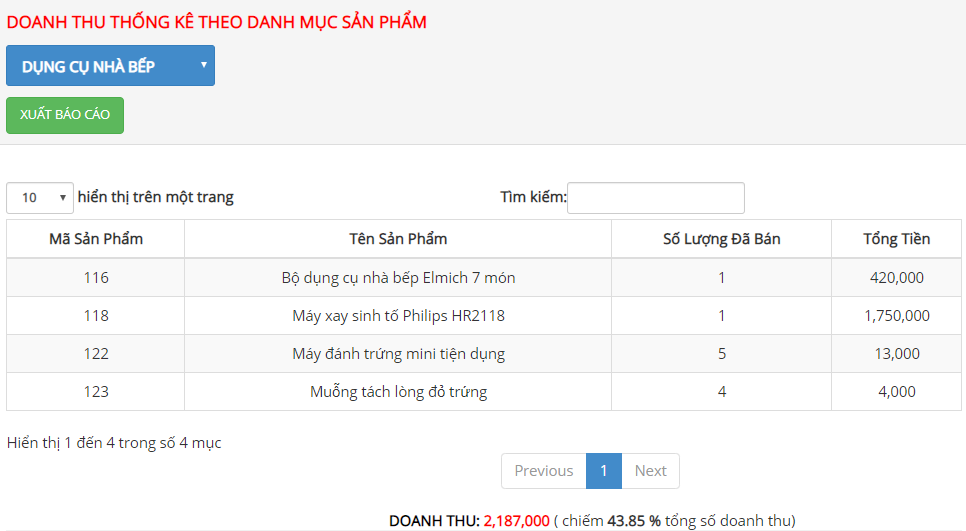 DOANH THU THỐNG KÊ THEO DANH MỤC SẢN PHẨM
DỤNG CỤ NHÀ BẾP
XUẤT BÁO CÁO
10 hiển thị trên một trang Tìm kiếm:
Mã Sản Phẩm Tên Sản Phẩm Số Lượng Đã Bán Tổng Tiền
116 Bộ dụng cụ nhà bếp Elmich 7 món 1 420,000
118 Máy xay sinh tố Philips HR2118 1 1,750,000
122 Máy đánh trứng mini tiện dụng 5 13,000
123 Muỗng tách lòng đỏ trứng 4 4,000
Hiển thị 1 đến 4 trong số 4 mục
Previous 1 Next
DOANH THU: 2,187,000 ( chiếm 43.85 % tổng số doanh thu)